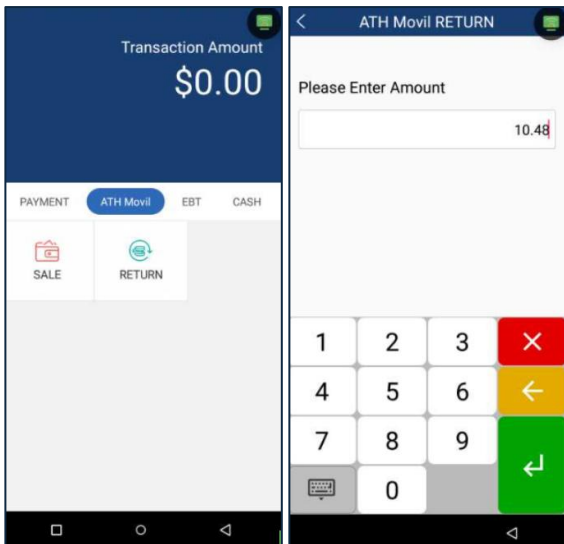 Transaction Amount
$0.00
PAYMENT ATH Movil EBT CASH
SALE RETURN
ATH Movil RETURN
Please Enter Amount
10.48
1 2 3
4 5 6
7 8 9
0